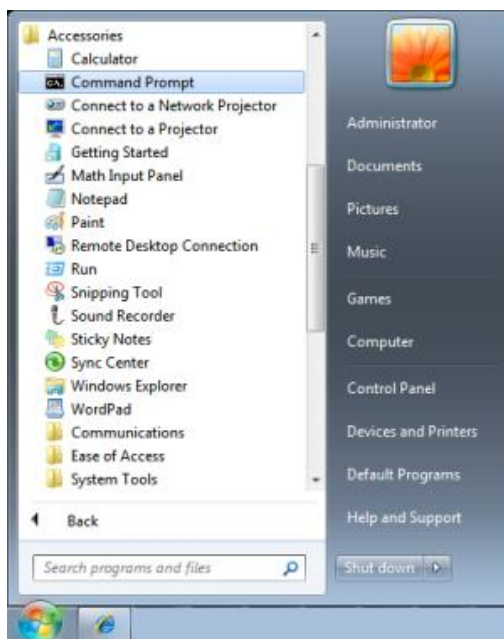 Accessories
Calculator
Command Prompt
Connect to a Network Projector
Connect to a Projector
Getting Started
Math Input Panel
Notepad
Paint
Remote Desktop Connection
Run
Snipping Tool
Sound Recorder
Sticky Notes
Sync Center
Windows Explorer
WordPad
Communications
Ease of Access
System Tools
Back
Search programs and files
Administrator
Documents
Pictures
Music
Games
Computer
Control Panel
Devices and Printers
Default Programs
Help and Support
Shut down